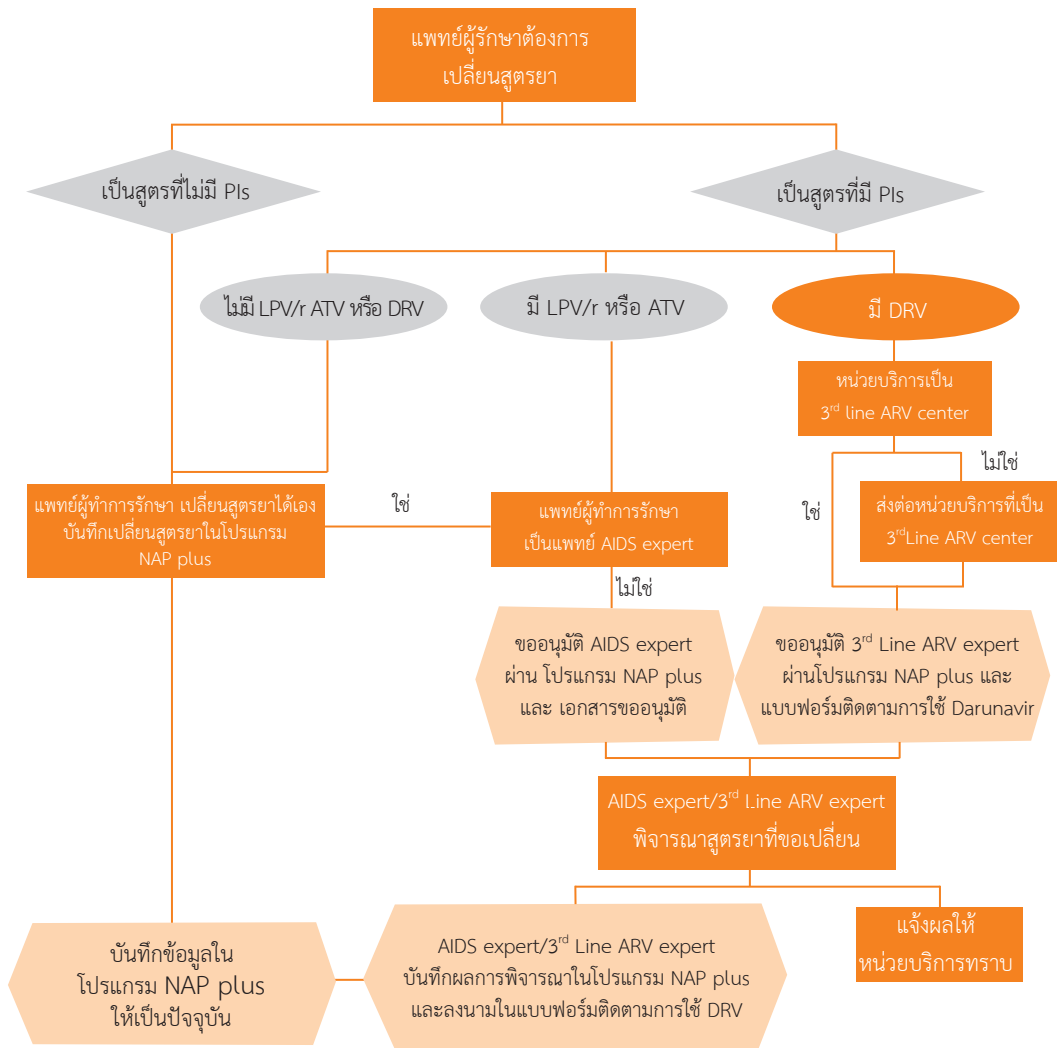 แพทย์ผู้รักษาต้องการ
เปลี่ยนสูตรยา
เป็นสูตรที่ไม่มี PIs
เป็นสูตรที่มี PIs
ไม่มี LPV/r ATV หรือ DRV
มี LPV/r หรือ ATV
มี DRV
หน่วยบริการเป็น
3rd line ARV center
ไม่ใช่
ใช่
ส่งต่อหน่วยบริการที่เป็น
3rdLine ARV center
แพทย์ผู้ทำการรักษา เปลี่ยนสูตรยาได้เอง
บันทึกเปลี่ยนสูตรยาในโปรแกรม
NAP plus
ใช่
แพทย์ผู้ทำการรักษา
เป็นแพทย์ AIDS expert
ไม่ใช่
ขออนุมัติ AIDS expert
ผ่าน โปรแกรม NAP plus
และ เอกสารขออนุมัติ
ขออนุมัติ 3rd Line ARV expert
ผ่านโปรแกรม NAP plus และ
แบบฟอร์มติดตามการใช้ Darunavir
AIDS expert/3rd Line ARV expert
พิจารณาสูตรยาที่ขอเปลี่ยน
บันทึกข้อมูลใน
โปรแกรม NAP plus
ให้เป็นปัจจุบัน
AIDS expert/3rd Line ARV expert
บันทึกผลการพิจารณาในโปรแกรม NAP plus
และลงนามในแบบฟอร์มติดตามการใช้ DRV
แจ้งผลให้
หน่วยบริการทราบ